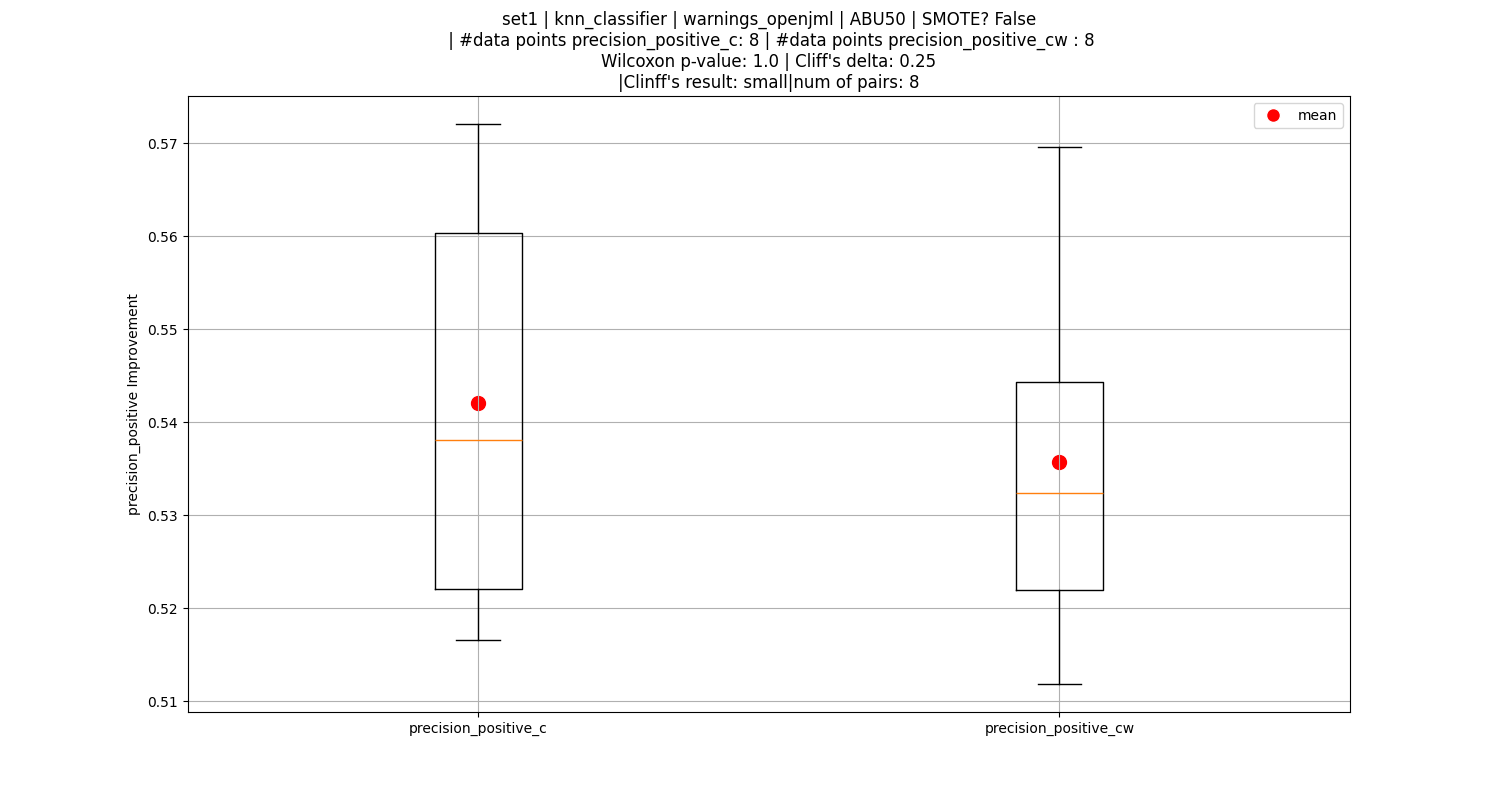 set1 | knn_classifier | warnings_openjml | ABU50 | SMOTE? False
| #data points precision_positive_c: 8 | #data points precision_positive_cw : 8
Wilcoxon p-value: 1.0 | Cliff's delta: 0.25
|Clinff's result: small|num of pairs: 8
mean
0.57
0.56
0.55
0.54
0.53
0.52
0.51
precision_positive Improvement
precision_positive_c
precision_positive_cw